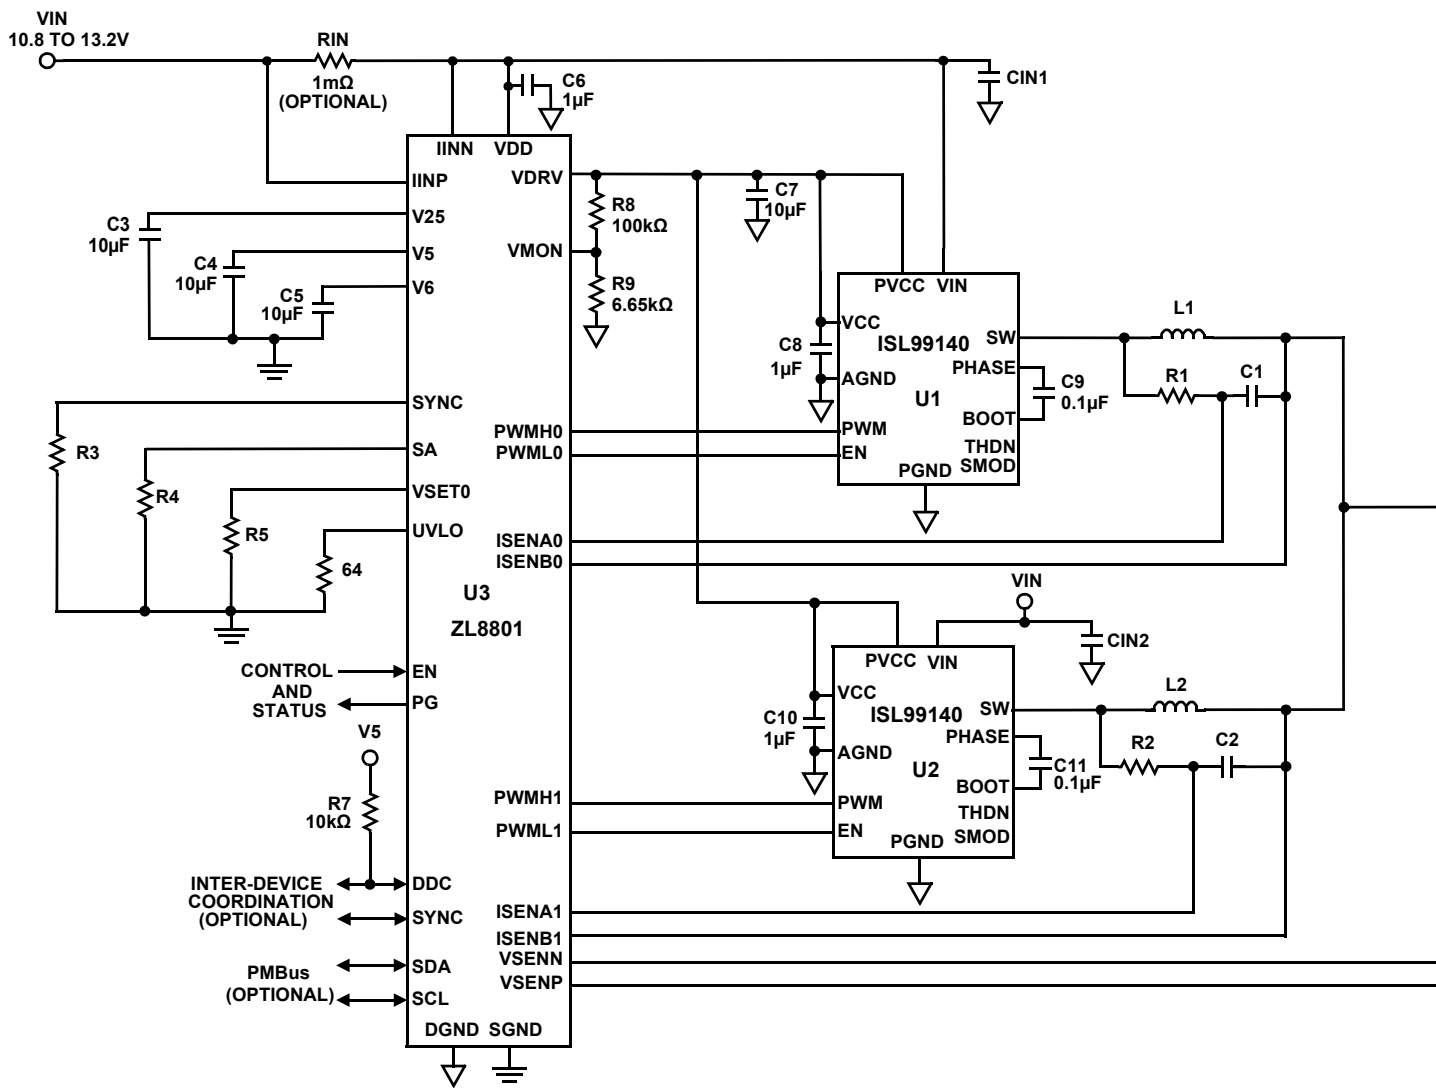 VIN
10.8 TO 13.2V
RIN
1mΩ
(OPTIONAL)
C6
1µF
CIN1
IINN
VDD
IINP
VDRV
V25
V5
V6
VMON
C3
10µF
C4
10µF
C5
10µF
R8
100kΩ
R9
6.65kΩ
C7
10µF
PVCC
VIN
VCC
ISL99140
SW
PHASE
AGND
U1
BOOT
PWM
THDN
EN
SMOD
PGND
C8
1µF
C9
0.1µF
L1
R1
C1
SYNC
SA
VSET0
UVLO
R3
R4
R5
64
PWMH0
PWML0
ISENA0
ISENB0
U3
ZL8801
VIN
CIN2
PVCC
VIN
VCC
ISL99140
SW
PHASE
AGND
U2
BOOT
PWM
THDN
EN
SMOD
PGND
C10
1µF
C11
0.1µF
L2
R2
C2
CONTROL
AND
STATUS
EN
PG
V5
R7
10kΩ
PWMH1
PWML1
INTER-DEVICE
COORDINATION
(OPTIONAL)
DDC
SYNC
ISENA1
ISENB1
VSENN
VSENP
PMBus
(OPTIONAL)
SDA
SCL
DGND
SGND